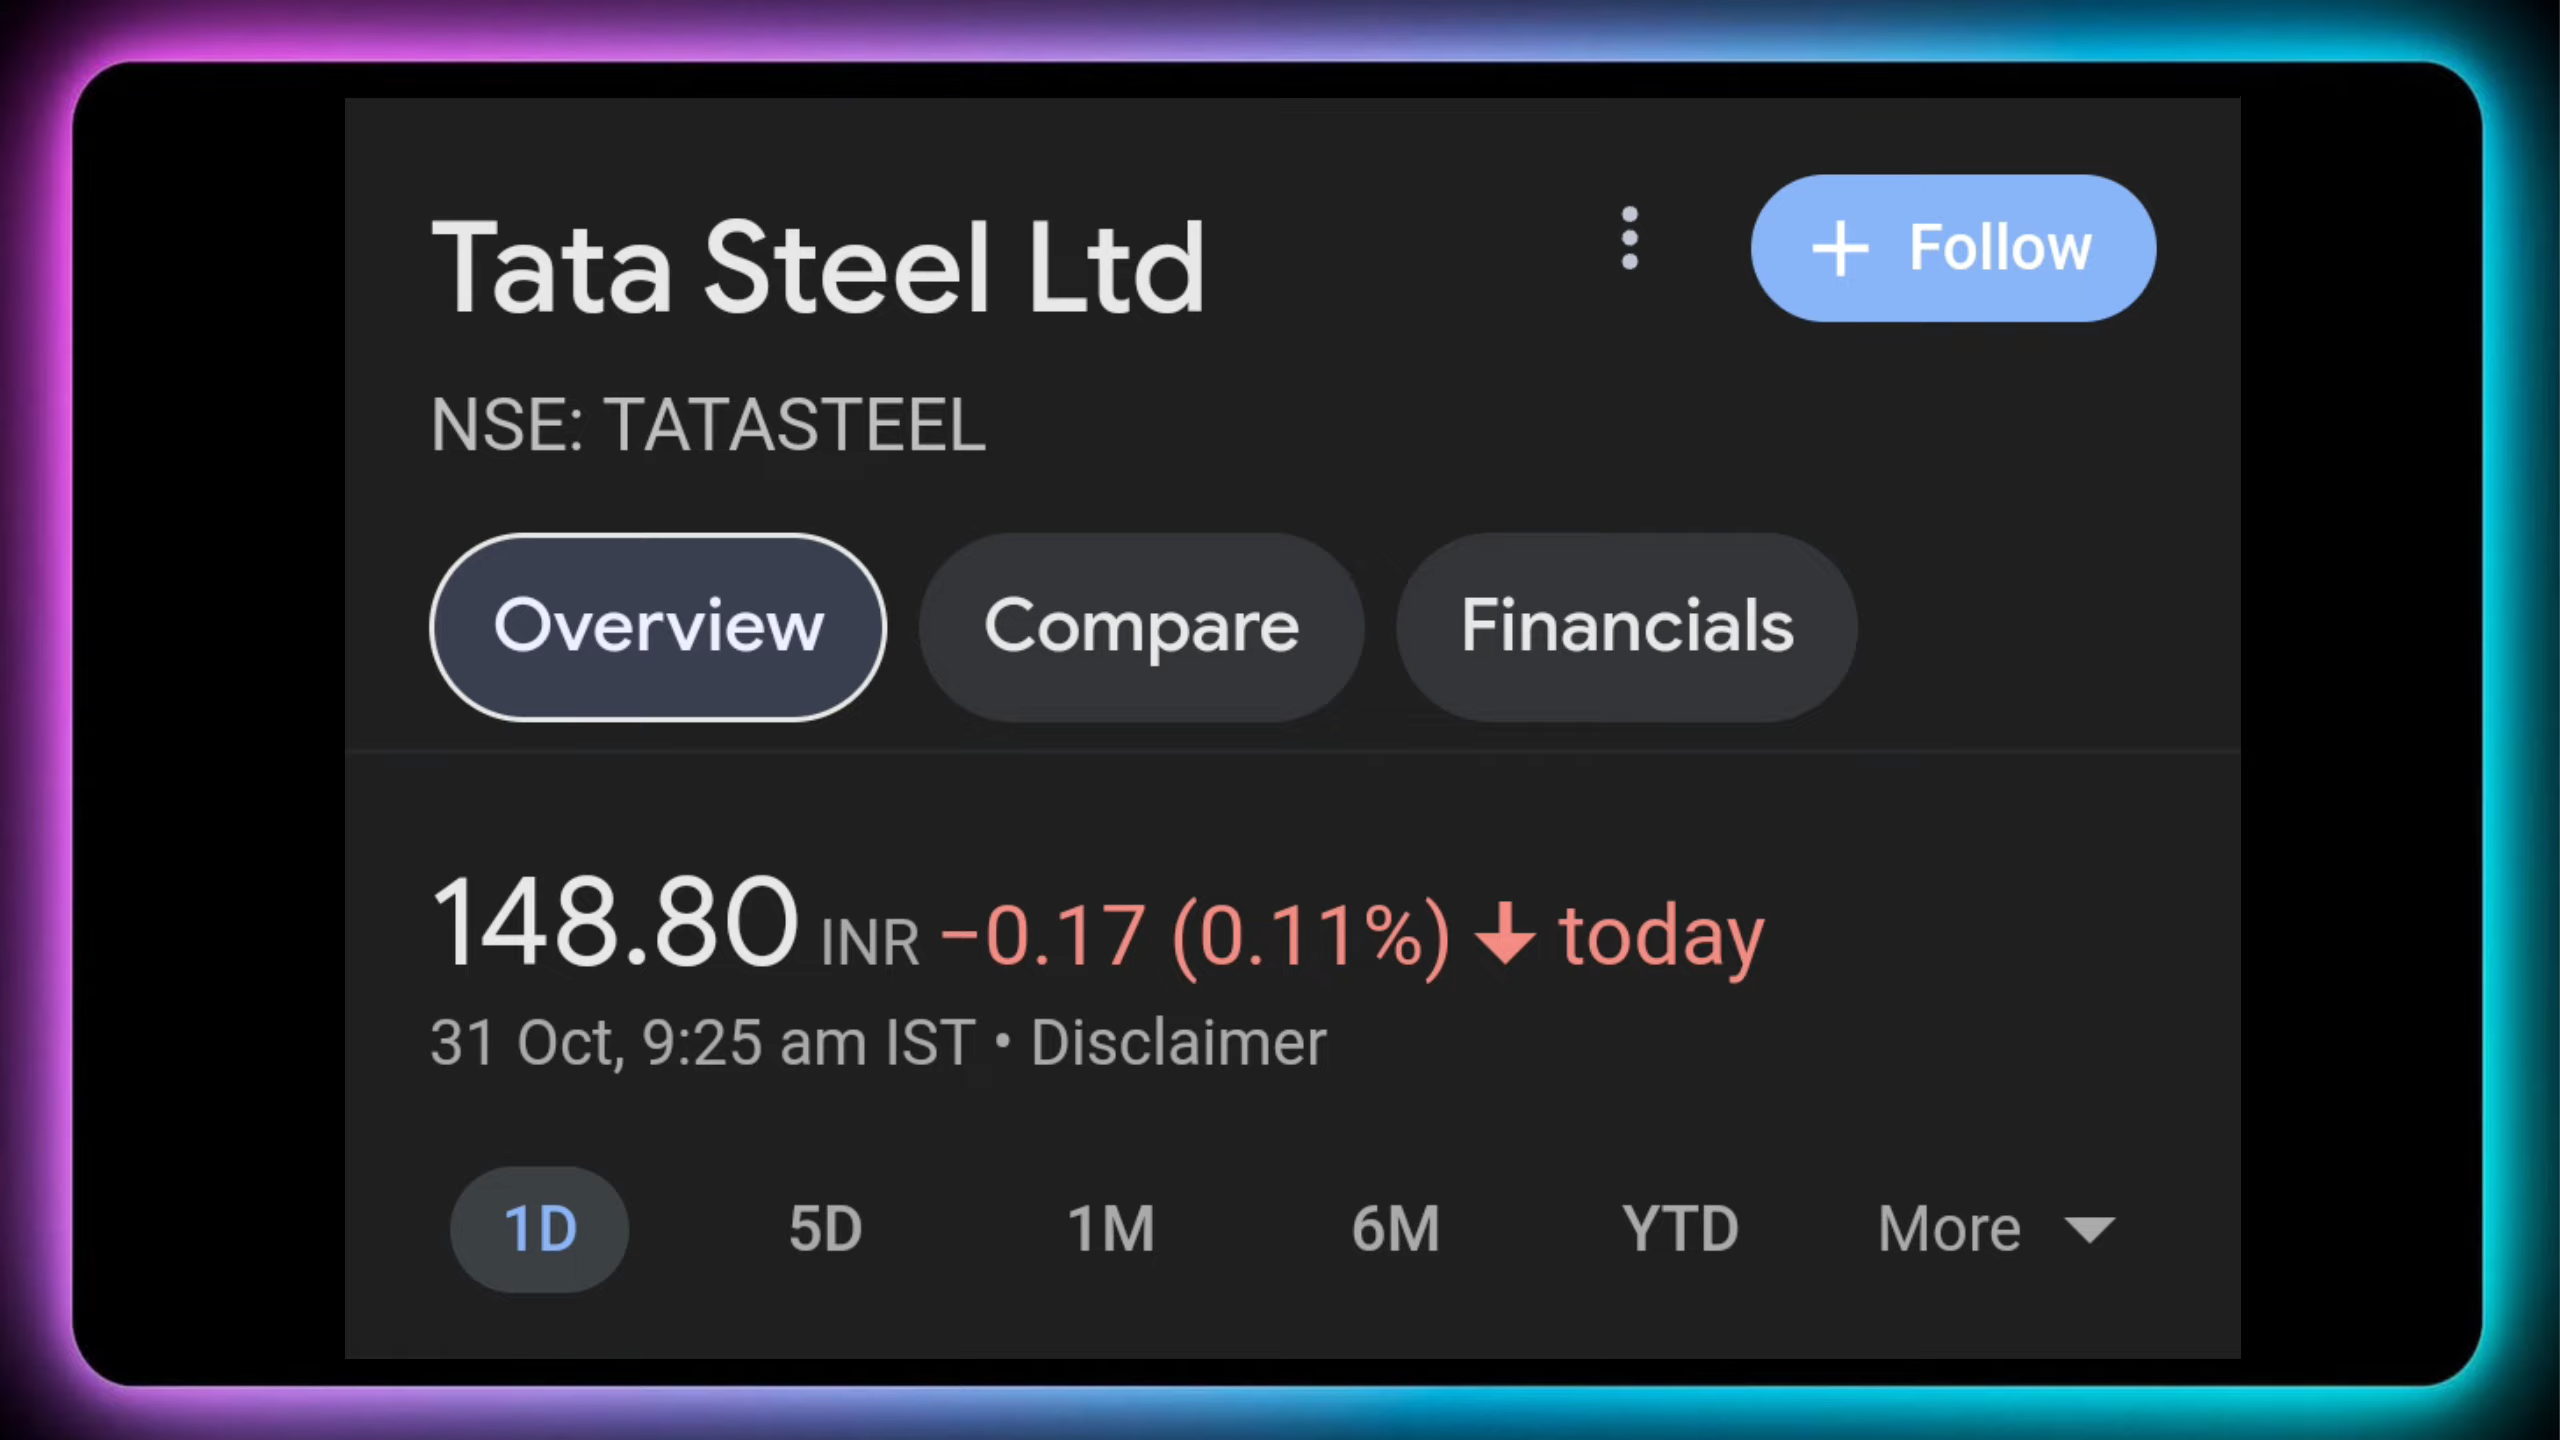 Tata Steel Ltd
+ Follow
NSE: TATASTEEL
Overview Compare Financials
148.80 INR −0.17 (0.11%) ↓ today
31 Oct, 9:25 am IST • Disclaimer
1D 5D 1M 6M YTD More